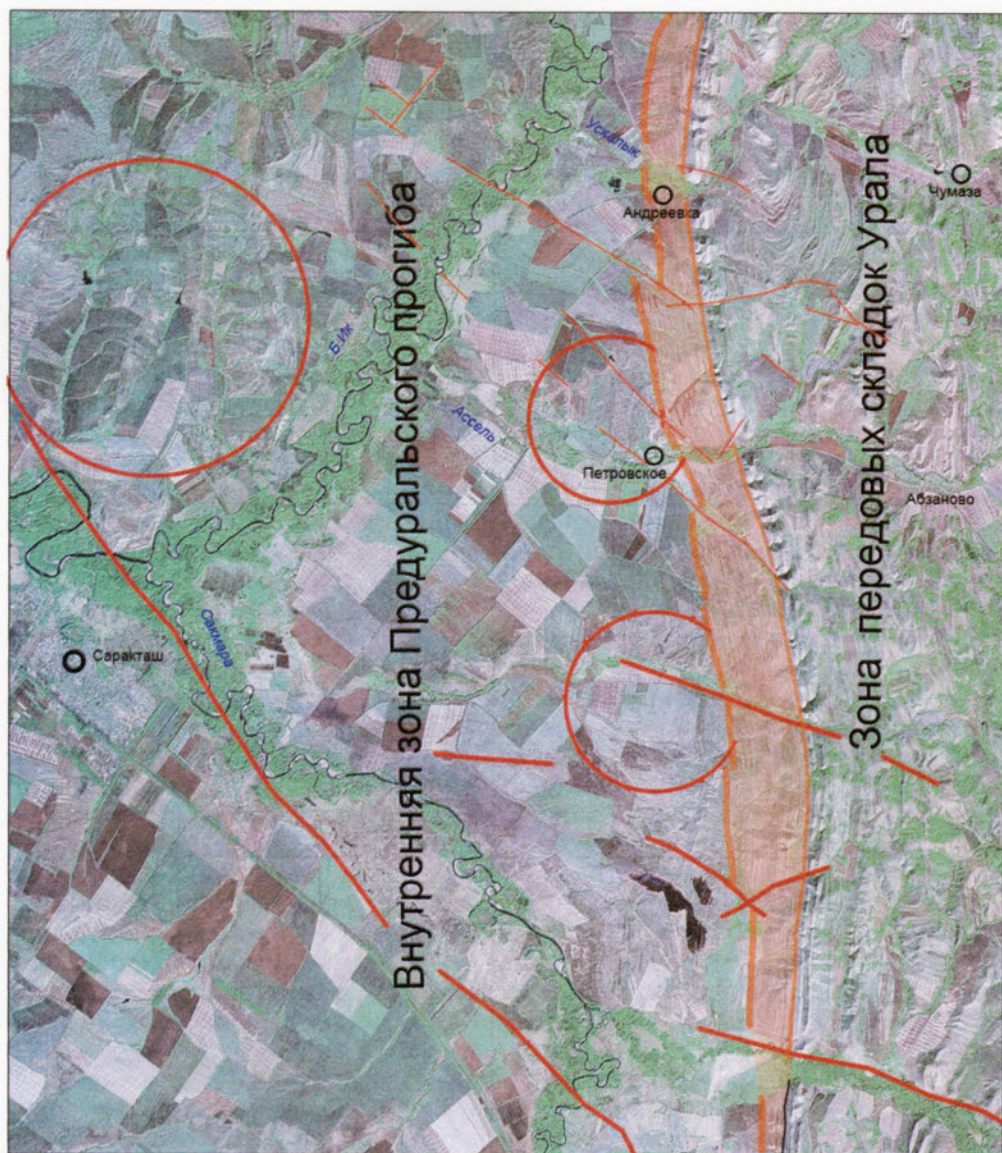 Ускалык
Андреевка
Чумаза
Б.Ик
Ассель
Петровское
Абзаново
Сакмара
Саракташ
Внутренняя зона Предуральского прогиба
Зона передовых складок Урала